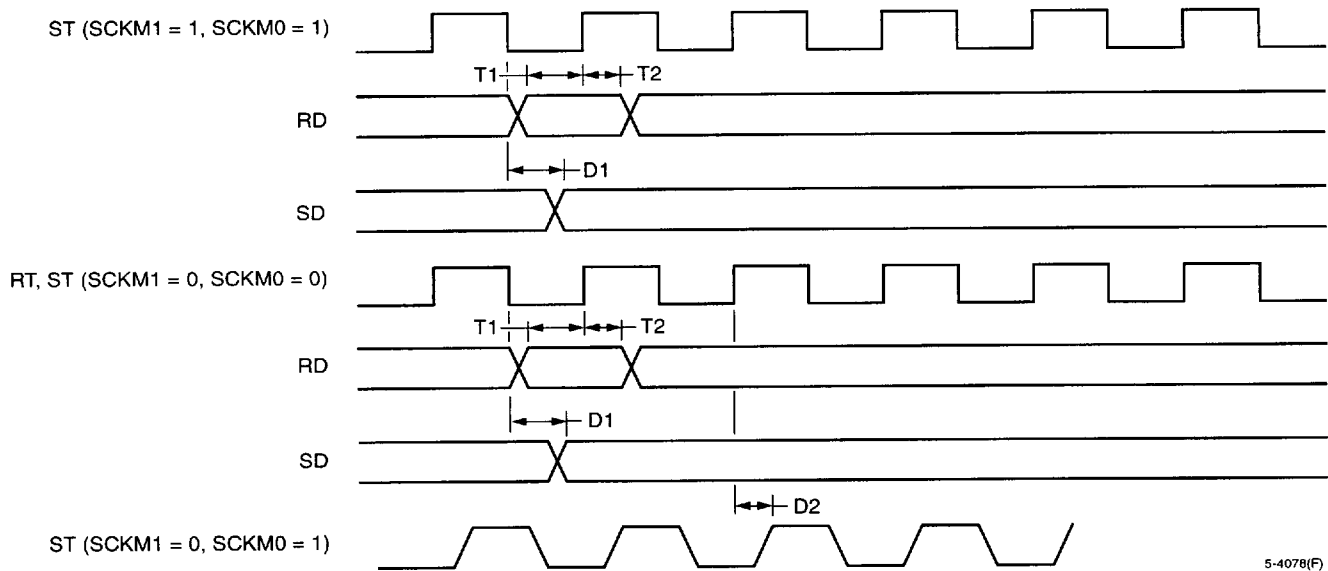 ST (SCKM1 = 1, SCKM0 = 1)
T1 T2
RD
D1
SD
RT, ST (SCKM1 = 0, SCKM0 = 0)
T1 T2
RD
D1
SD
D2
ST (SCKM1 = 0, SCKM0 = 1)
5-4078(F)